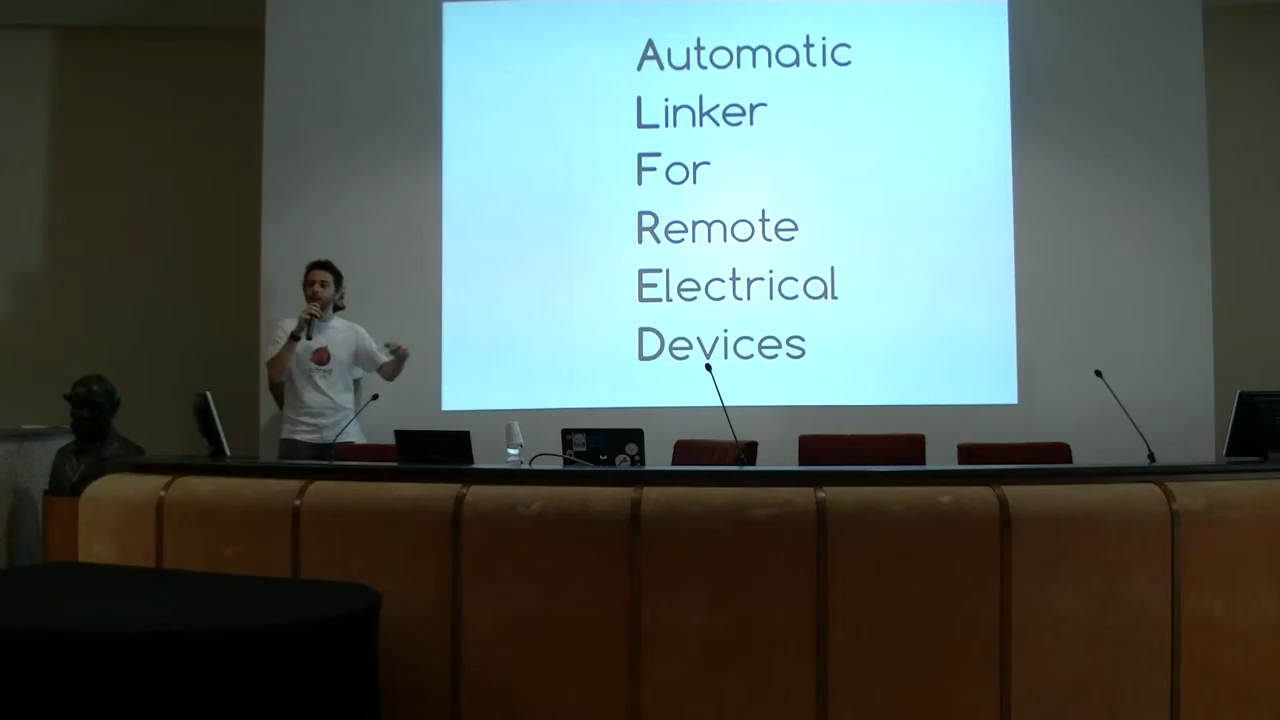 Automatic
Linker
For
Remote
Electrical
Devices